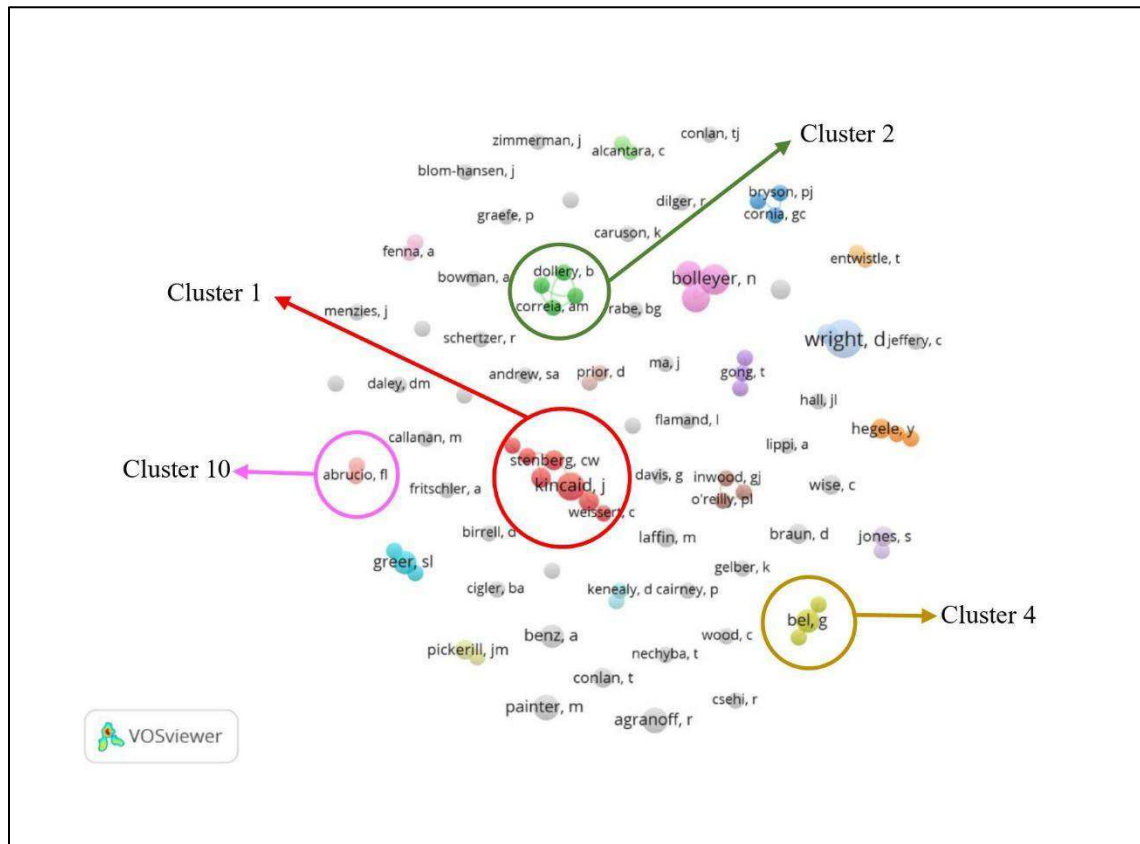 Cluster 2
zimmerman, j
conlan, tj
alcantara, c
blom-hansen, j
bryson, pj
dilger, r
cornia, gc
graefe, p
caruson, k
fenna, a
entwistle, t
dollery, b
bowman, a
bolleyer, n
Cluster 1
correia, am
rabe, bg
menzies, j
schertzer, r
wright, d
jeffery, c
ma, j
andrew, sa
prior, d
gong, t
daley, dm
hall, jl
flamand, l
hegele, y
callanan, m
lippi, a
stenberg, cw
Cluster 10
abrucio, fl
davis, g
inwood, gj
kincaid, j
fritschler, a
wise, c
o'reilly, pl
weissert, c
birrell, d
laffin, m
braun, d
jones, s
greer, sl
gelber, k
cigler, ba
kenealy, d
cairney, p
bel, g
Cluster 4
benz, a
wood, c
pickerill, jm
nechyba, t
conlan, t
csehi, r
painter, m
agranoff, r
VOSviewer